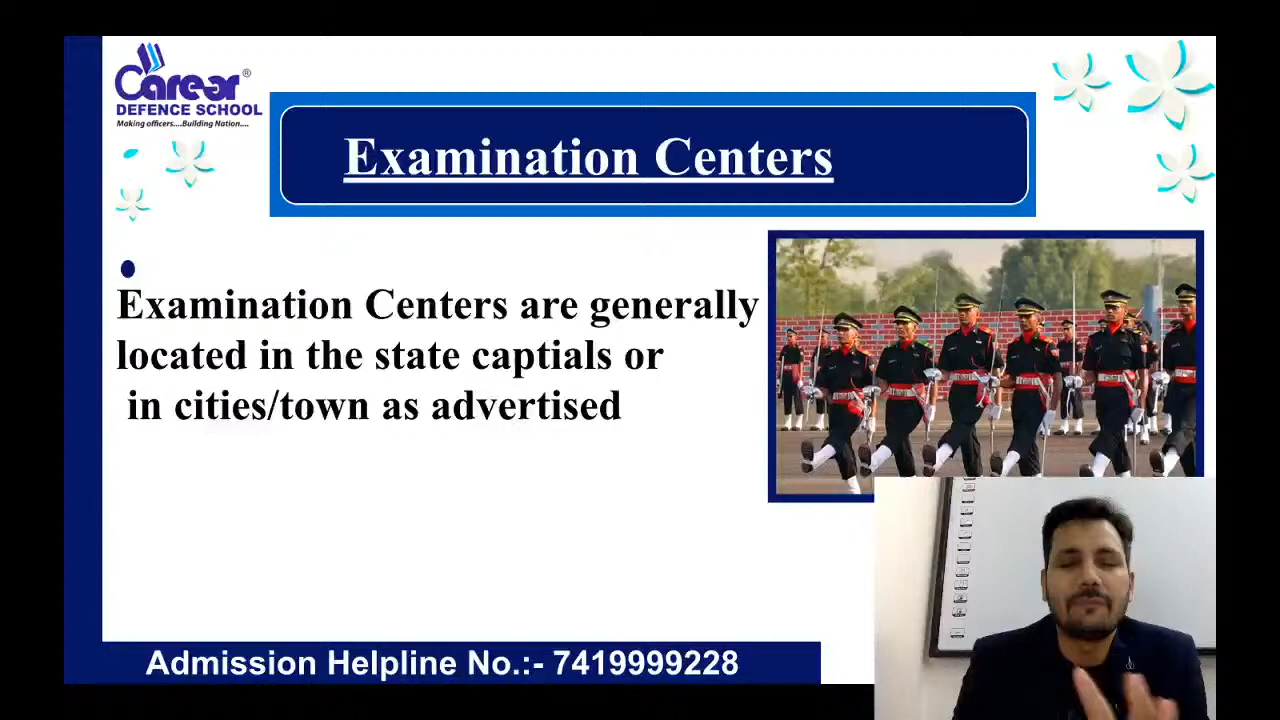 Carear®
DEFENCE SCHOOL
Making officers....Building Nation....
Examination Centers
Examination Centers are generally
located in the state captials or
in cities/town as advertised
Admission Helpline No.:- 7419999228